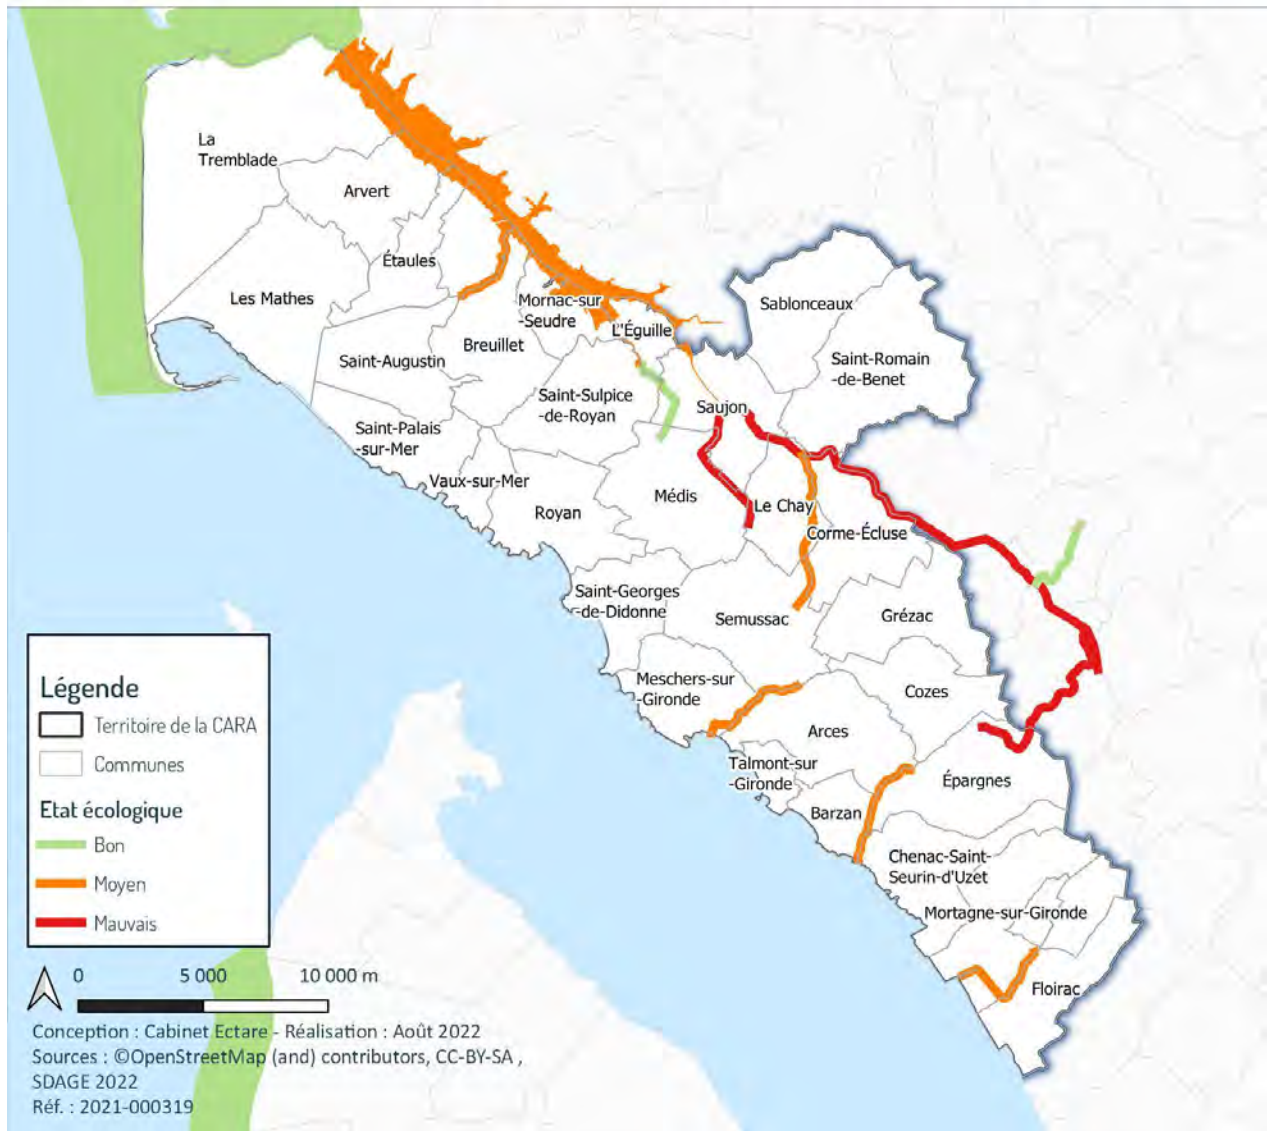 La
Tremblade
Arvert
Étaules
Les Mathes
Mornac-sur
-Seudre
L'Éguille
Sablonceaux
Saint-Romain
-de-Benet
Breuillet
Saint-Augustin
Saint-Sulpice
-de-Royan
Saujon
Saint-Palais
-sur-Mer
Vaux-sur-Mer
Royan
Médis
Le Chay
Corme-Écluse
Saint-Georges
-de-Didonne
Semussac
Grézac
Meschers-sur
-Gironde
Cozes
Arces
Talmont-sur
-Gironde
Épargnes
Barzan
Chenac-Saint-
Seurin-d'Uzet
Mortagne-sur-Gironde
Floirac
Légende
Territoire de la CARA
Communes
Etat écologique
Bon
Moyen
Mauvais
0 5 000 10 000 m
Conception : Cabinet Ectare - Réalisation : Août 2022
Sources : ©OpenStreetMap (and) contributors, CC-BY-SA ,
SDAGE 2022
Réf. : 2021-000319